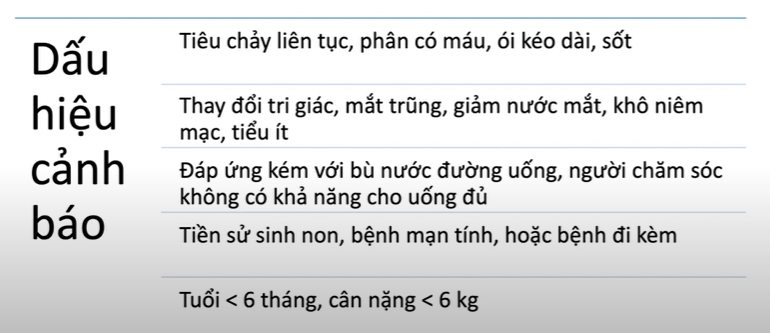 Dấu
hiệu
cảnh
báo
Tiêu chảy liên tục, phân có máu, ói kéo dài, sốt
Thay đổi tri giác, mắt trũng, giảm nước mắt, khô niêm
mạc, tiểu ít
Đáp ứng kém với bù nước đường uống, người chăm sóc
không có khả năng cho uống đủ
Tiền sử sinh non, bệnh mạn tính, hoặc bệnh đi kèm
Tuổi < 6 tháng, cân nặng < 6 kg